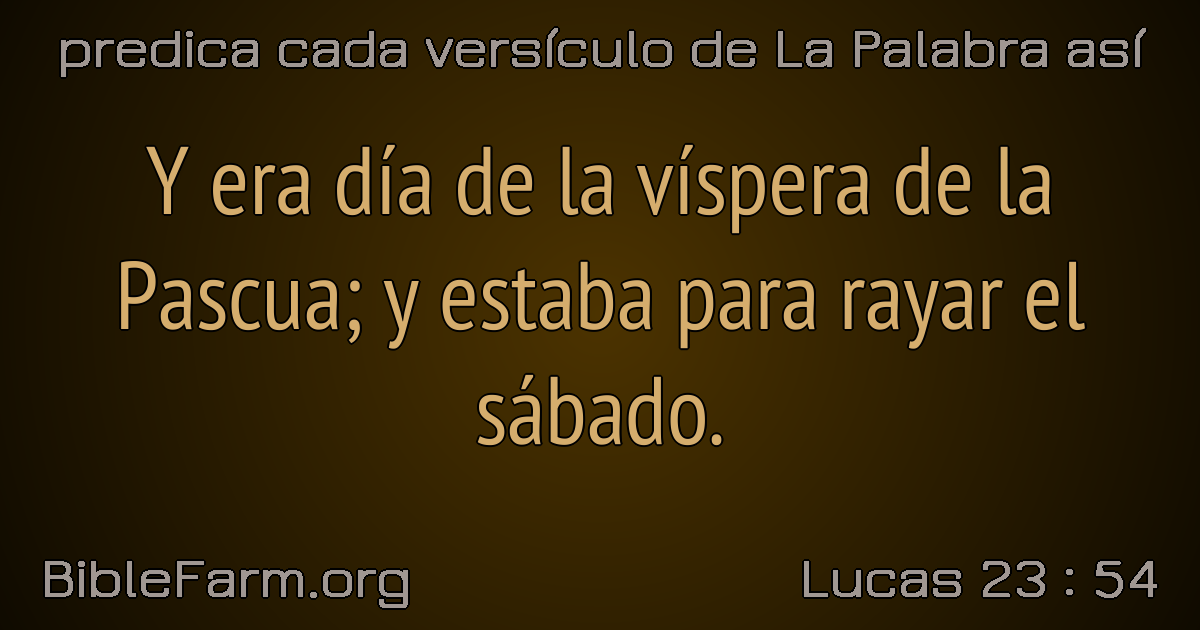 predica cada versículo de La Palabra así
Y era día de la víspera de la
Pascua; y estaba para rayar el
sábado.
BibleFarm.org
Lucas 23 : 54